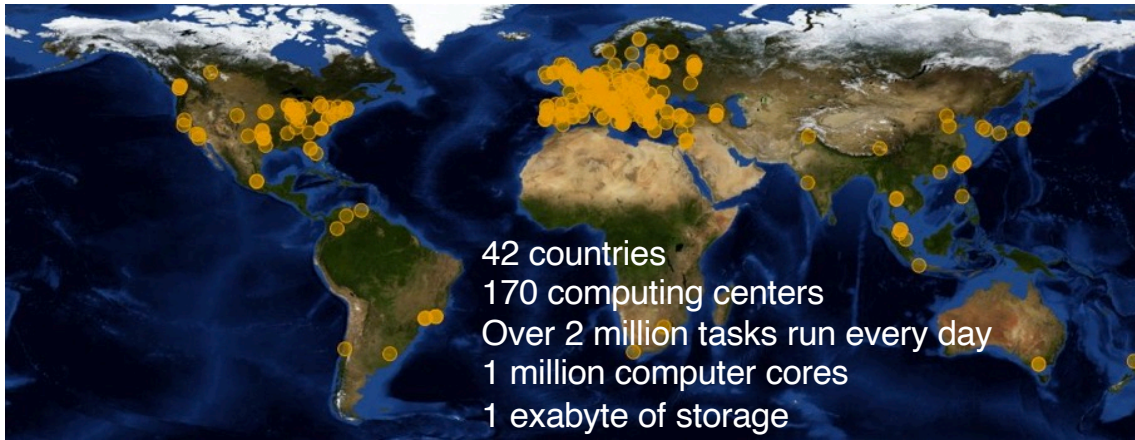 42 countries
170 computing centers
Over 2 million tasks run every day
1 million computer cores
1 exabyte of storage